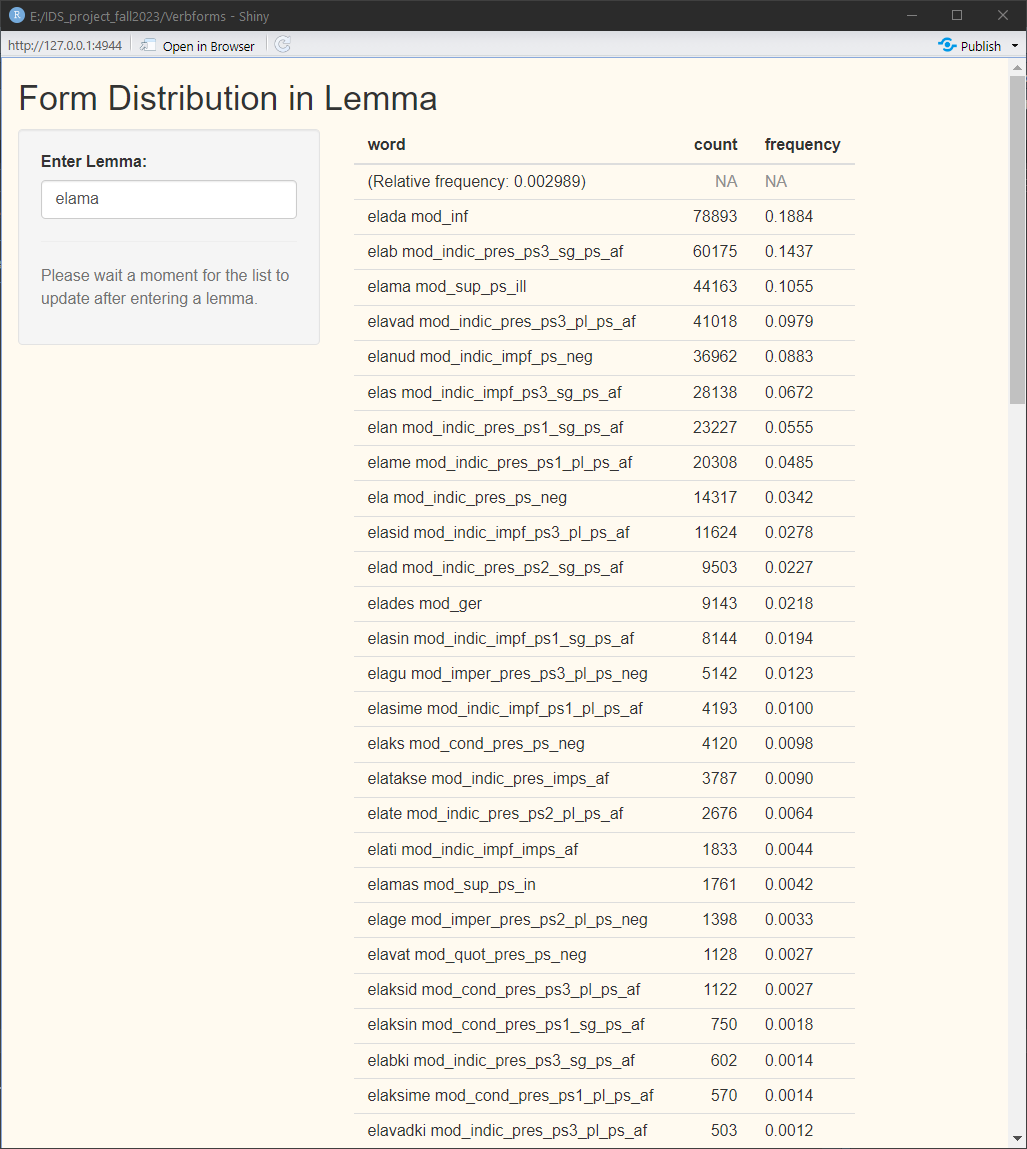 E:/IDS_project_fall2023/Verbforms - Shiny
http://127.0.0.1:4944 Open in Browser Publish
Form Distribution in Lemma
Enter Lemma:
elama
Please wait a moment for the list to
update after entering a lemma.
word count frequency
(Relative frequency: 0.002989) NA NA
elada mod_inf 78893 0.1884
elab mod_indic_pres_ps3_sg_ps_af 60175 0.1437
elama mod_sup_ps_ill 44163 0.1055
elavad mod_indic_pres_ps3_pl_ps_af 41018 0.0979
elanud mod_indic_impf_ps_neg 36962 0.0883
elas mod_indic_impf_ps3_sg_ps_af 28138 0.0672
elan mod_indic_pres_ps1_sg_ps_af 23227 0.0555
elame mod_indic_pres_ps1_pl_ps_af 20308 0.0485
ela mod_indic_pres_ps_neg 14317 0.0342
elasid mod_indic_impf_ps3_pl_ps_af 11624 0.0278
elad mod_indic_pres_ps2_sg_ps_af 9503 0.0227
elades mod_ger 9143 0.0218
elasin mod_indic_impf_ps1_sg_ps_af 8144 0.0194
elagu mod_imper_pres_ps3_pl_ps_neg 5142 0.0123
elasime mod_indic_impf_ps1_pl_ps_af 4193 0.0100
elaks mod_cond_pres_ps_neg 4120 0.0098
elatakse mod_indic_pres_imps_af 3787 0.0090
elate mod_indic_pres_ps2_pl_ps_af 2676 0.0064
elati mod_indic_impf_imps_af 1833 0.0044
elamas mod_sup_ps_in 1761 0.0042
elage mod_imper_pres_ps2_pl_ps_neg 1398 0.0033
elavat mod_quot_pres_ps_neg 1128 0.0027
elaksid mod_cond_pres_ps3_pl_ps_af 1122 0.0027
elaksin mod_cond_pres_ps1_sg_ps_af 750 0.0018
elabki mod_indic_pres_ps3_sg_ps_af 602 0.0014
elaksime mod_cond_pres_ps1_pl_ps_af 570 0.0014
elavadki mod_indic_pres_ps3_pl_ps_af 503 0.0012